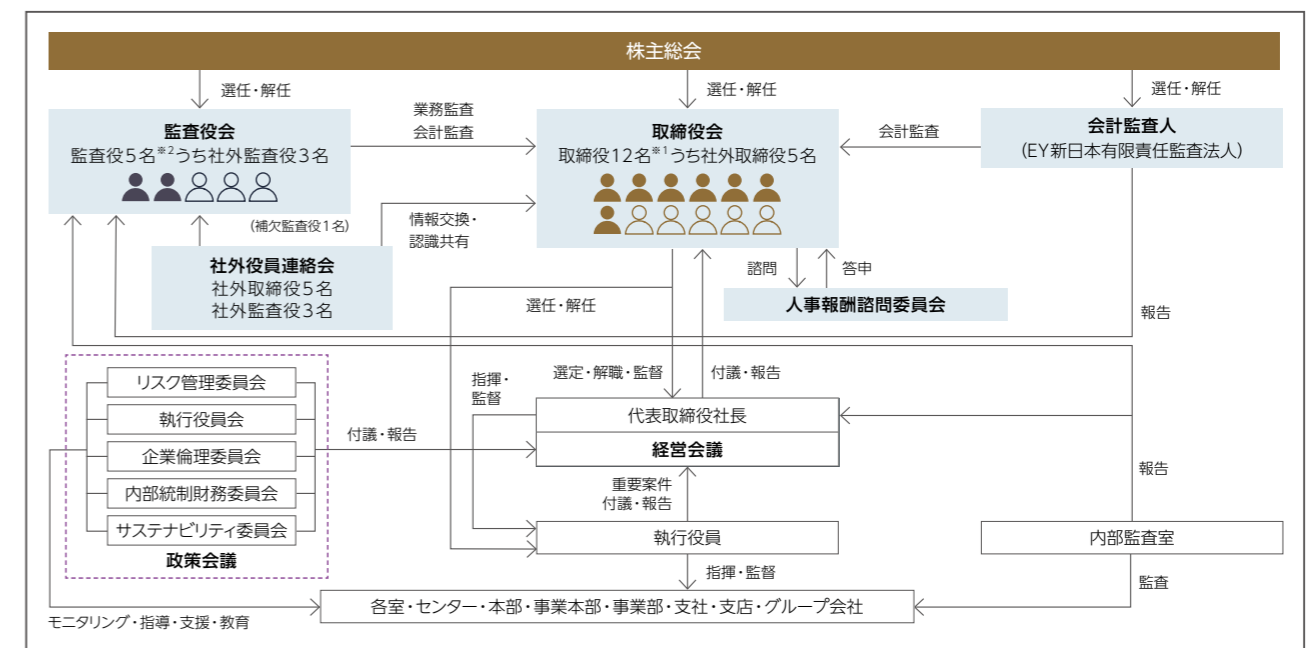 株主総会
選任・解任
選任・解任
選任・解任
監査役会
監査役5名※2うち社外監査役3名
業務監査
会計監査
取締役会
取締役12名※1うち社外取締役5名
会計監査
会計監査人
（EY新日本有限責任監査法人）
（補欠監査役1名）
情報交換・
認識共有
社外役員連絡会
社外取締役5名
社外監査役3名
諮問
答申
人事報酬諮問委員会
選任・解任
報告
リスク管理委員会
執行役員会
企業倫理委員会
内部統制財務委員会
サステナビリティ委員会
政策会議
付議・報告
指揮・
監督
選定・解職・監督
付議・報告
代表取締役社長
経営会議
重要案件
付議・報告
報告
執行役員
内部監査室
指揮・監督
監査
各室・センター・本部・事業本部・事業部・支社・支店・グループ会社
モニタリング・指導・支援・教育